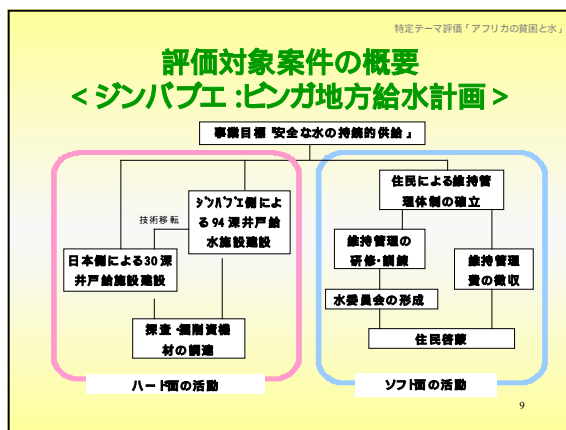 特定テーマ評価「アフリカの貧困と水」
評価対象案件の概要
<ジンバブエ:ビンガ地方給水計画>
事業目標「安全な水の持続的供給」
ジンバブエ側によ
る94深井戸給
水施設建設
技術移転
日本側による30深
井戸給施設建設
探査・掘削資機
材の調達
ハード面の活動
住民による維持管
理体制の確立
維持管理の
研修・訓練
維持管理
費の徴収
水委員会の形成
住民啓蒙
ソフト面の活動
9